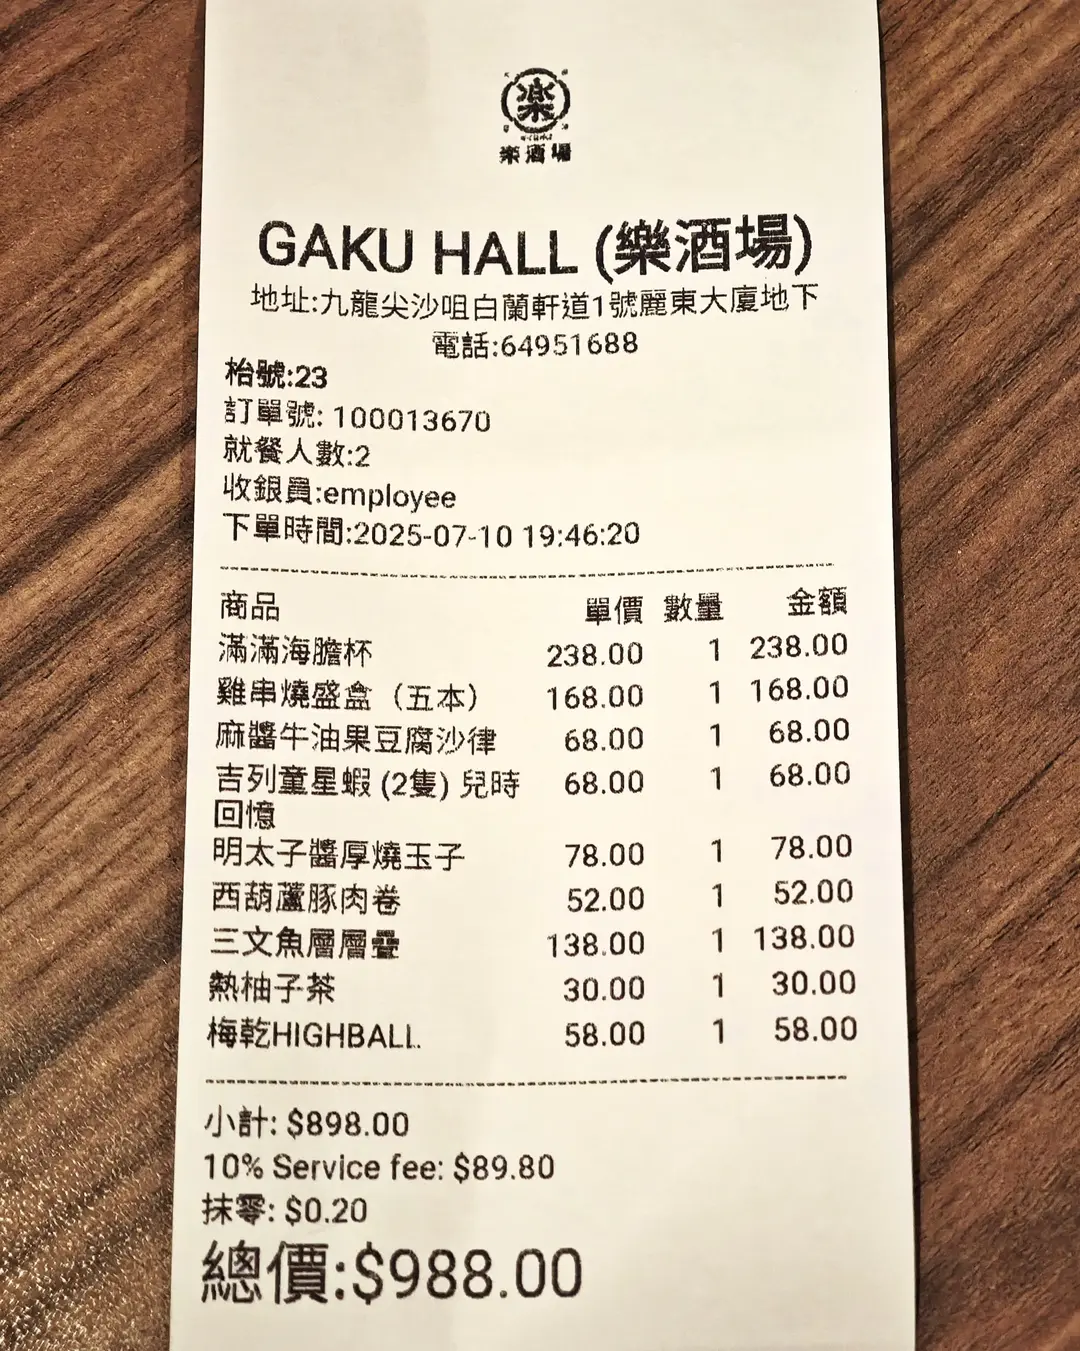 楽
樂酒場
GAKU HALL (樂酒場)
地址:九龍尖沙咀白蘭軒道1號麗東大廈地下
電話:64951688
枱號:23
訂單號: 100013670
就餐人數:2
收銀員:employee
下單時間:2025-07-10 19:46:20
商品 單價 數量 金額
滿滿海膽杯 238.00 1 238.00
雞串燒盛盒（五本） 168.00 1 168.00
麻醬牛油果豆腐沙律 68.00 1 68.00
吉列童星蝦 (2隻) 兒時 68.00 1 68.00
回憶
明太子醬厚燒玉子 78.00 1 78.00
西葫蘆豚肉卷 52.00 1 52.00
三文魚層層疊 138.00 1 138.00
熱柚子茶 30.00 1 30.00
梅乾HIGHBALL 58.00 1 58.00
小計: $898.00
10% Service fee: $89.80
抹零: $0.20
總價:$988.00